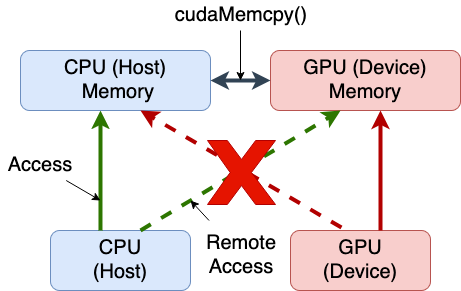 cudaMemcpy()
CPU (Host)
Memory
GPU (Device)
Memory
Access
Remote
Access
CPU
(Host)
GPU
(Device)